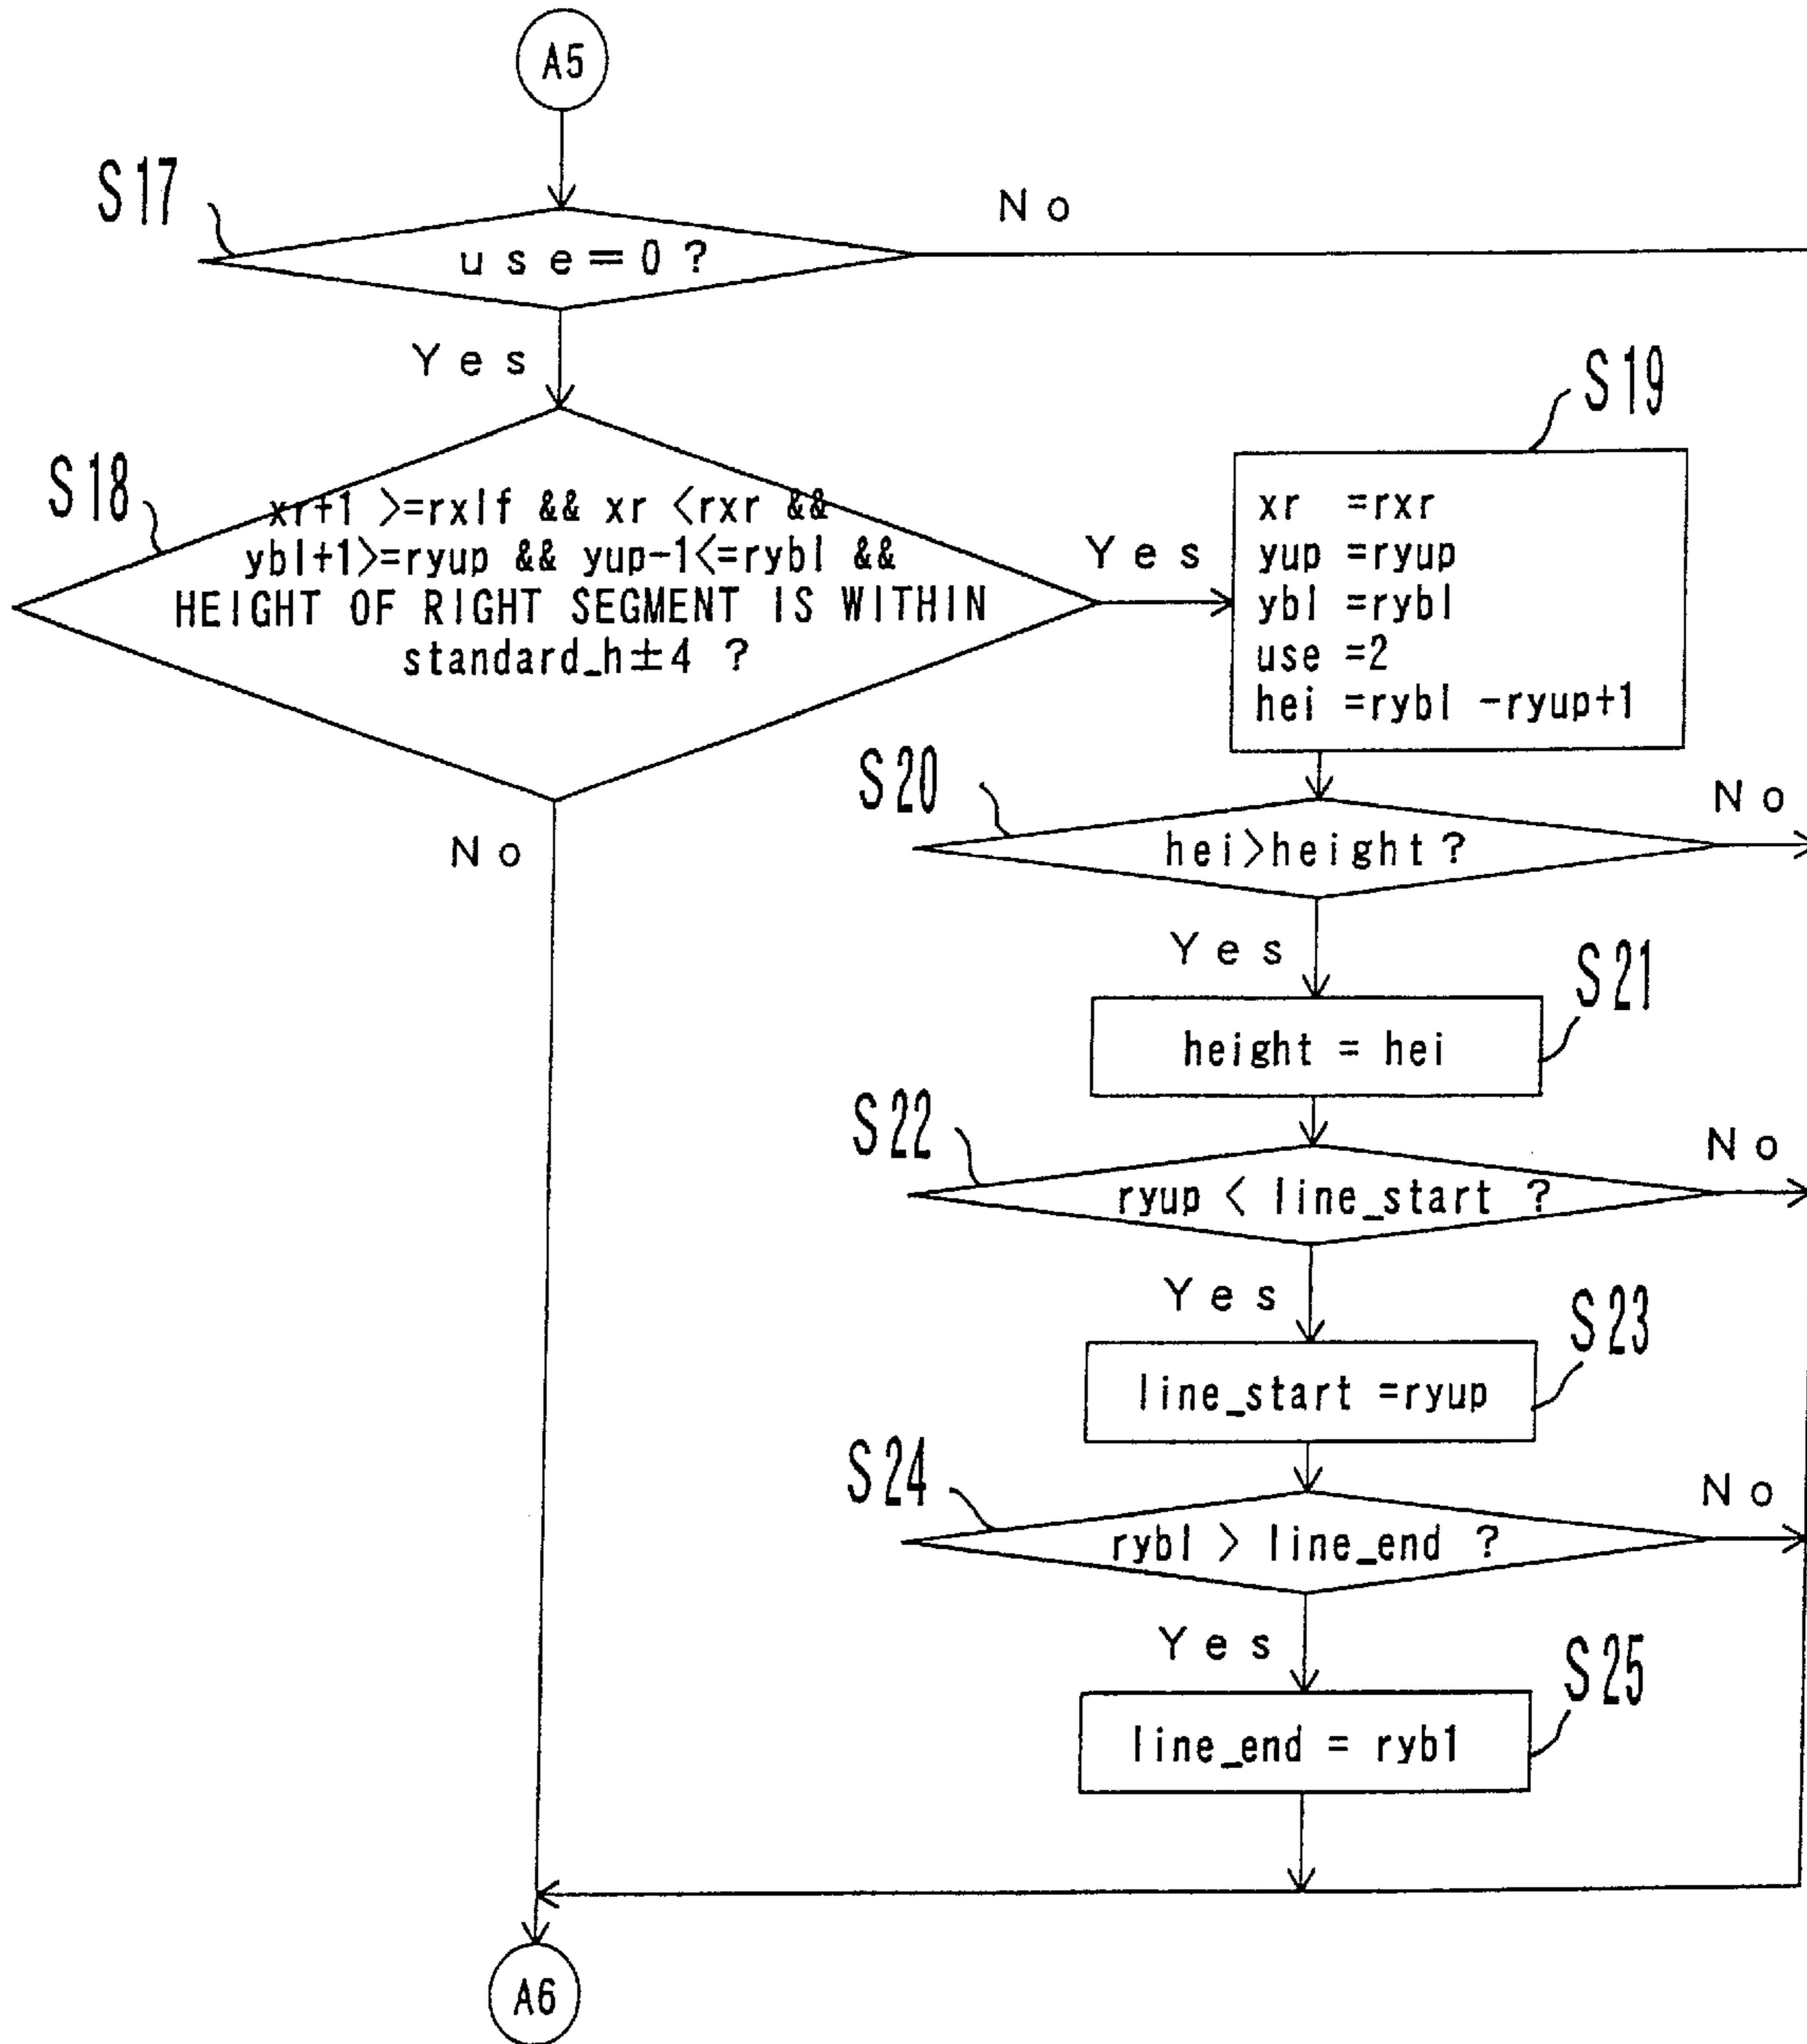 A5
S17
No
use=0?
Yes
S18
xr+1 >=rxlf && xr <rxr &&
ybl+1>=ryup && yup-1<=rybl &&
HEIGHT OF RIGHT SEGMENT IS WITHIN
standard_h±4 ?
Yes
No
S19
xr =rxr
yup =ryup
ybl =rybl
use =2
hei =rybl -ryup+1
S20
No
hei>height?
Yes
S21
height = hei
S22
No
ryup < line_start ?
Yes
S23
line_start =ryup
S24
No
rybl > line_end ?
Yes
S25
line_end = ryb1
A6